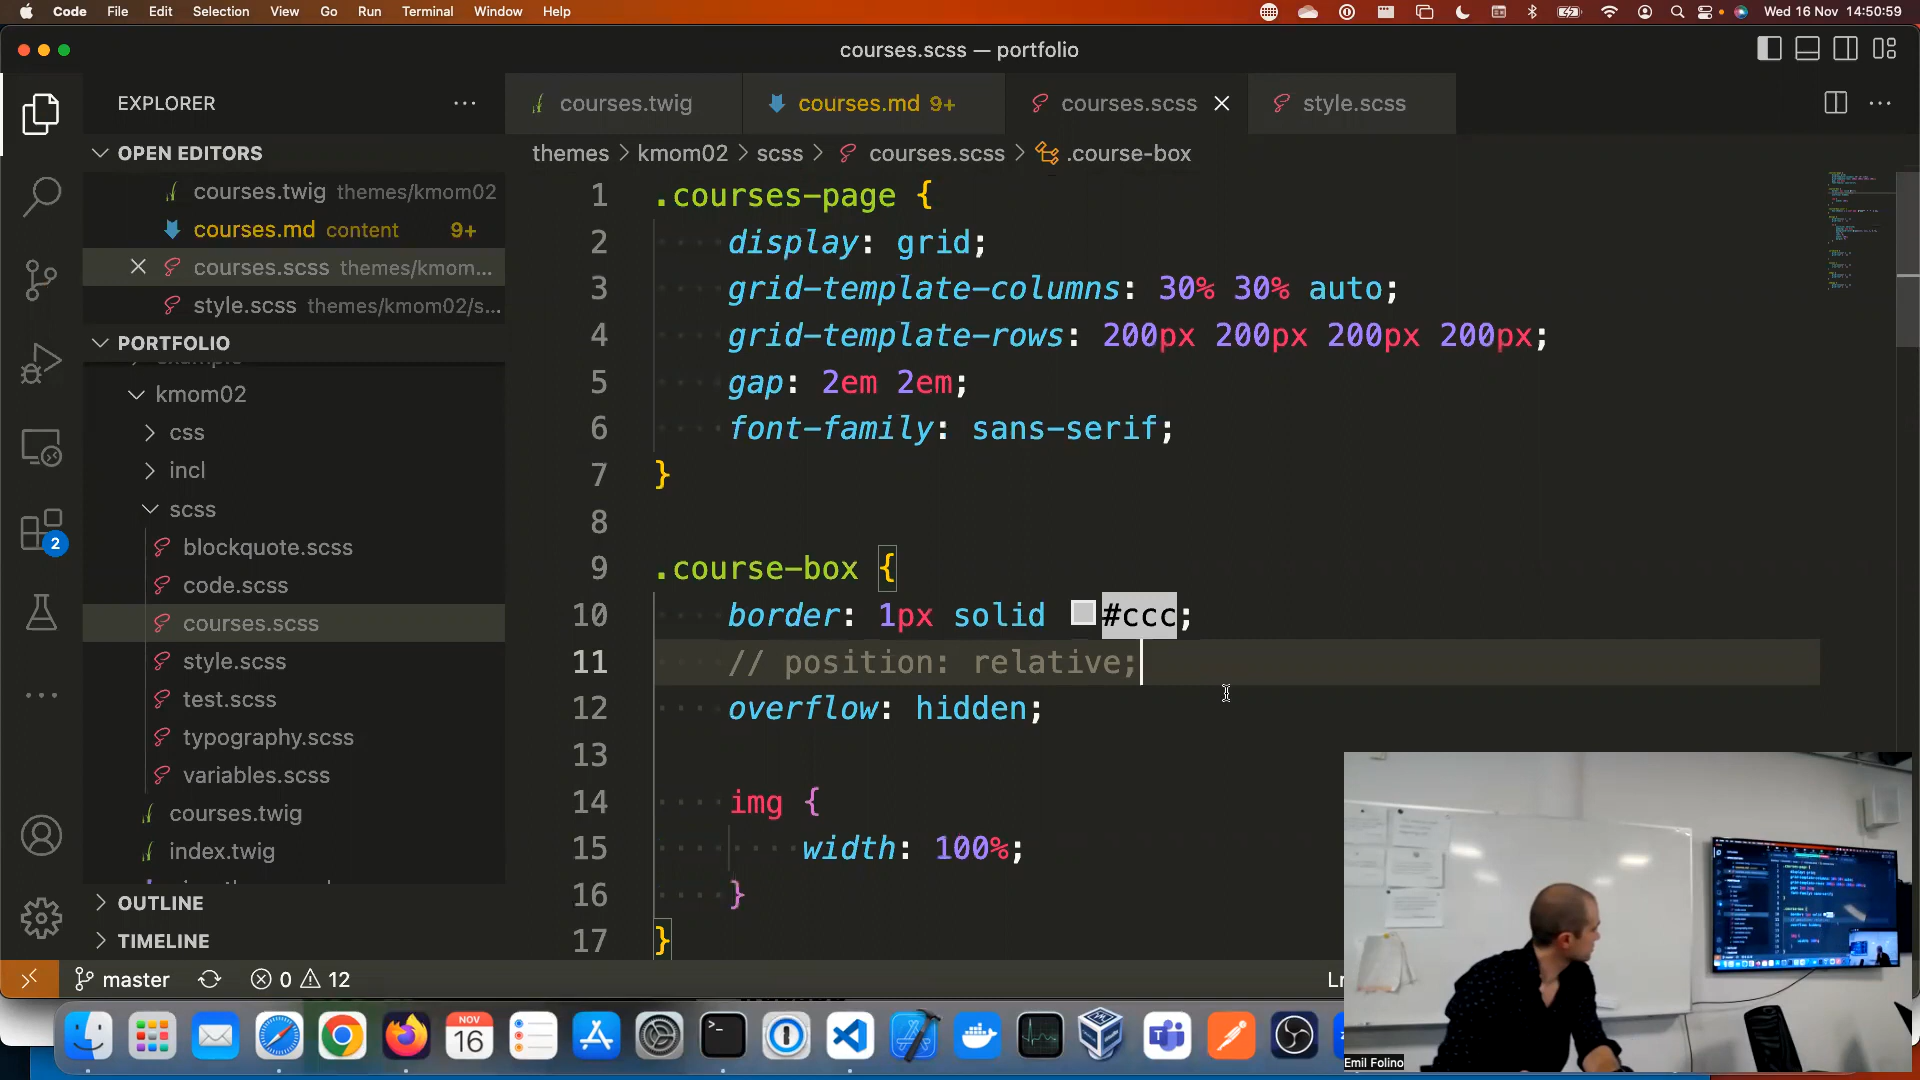 Code File Edit Selection View Go Run Terminal Window Help Wed 16 Nov 14:50:59
courses.scss — portfolio
EXPLORER
courses.twig courses.md 9+ courses.scss style.scss
OPEN EDITORS
themes > kmom02 > scss > courses.scss > .course-box
courses.twig themes/kmom02
courses.md content 9+
courses.scss themes/kmom...
style.scss themes/kmom02/s...
PORTFOLIO
kmom02
css
incl
scss
blockquote.scss
code.scss
courses.scss
style.scss
test.scss
typography.scss
variables.scss
courses.twig
index.twig
OUTLINE
TIMELINE
2
1 .courses-page {
2 display: grid;
3 grid-template-columns: 30% 30% auto;
4 grid-template-rows: 200px 200px 200px 200px;
5 gap: 2em 2em;
6 font-family: sans-serif;
7 }
8
9 .course-box {
10 border: 1px solid #ccc;
11 // position: relative;
12 overflow: hidden;
13
14 img {
15 width: 100%;
16 }
17 }
master 0 12
NOV
16
Emil Folino